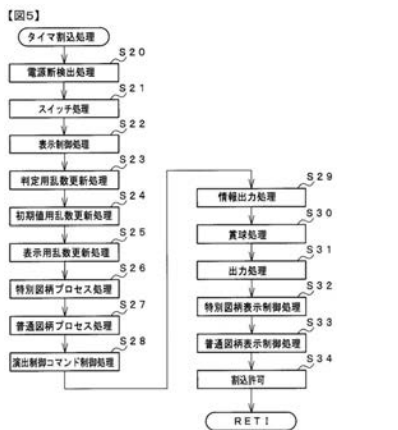 【図5】
タイマ割込処理
S20
電源断検出処理
S21
スイッチ処理
S22
表示制御処理
S23
判定用乱数更新処理
S24
初期値用乱数更新処理
S25
表示用乱数更新処理
S26
特別図柄プロセス処理
S27
普通図柄プロセス処理
S28
演出制御コマンド制御処理
S29
情報出力処理
S30
賞球処理
S31
出力処理
S32
特別図柄表示制御処理
S33
普通図柄表示制御処理
S34
割込許可
RETI